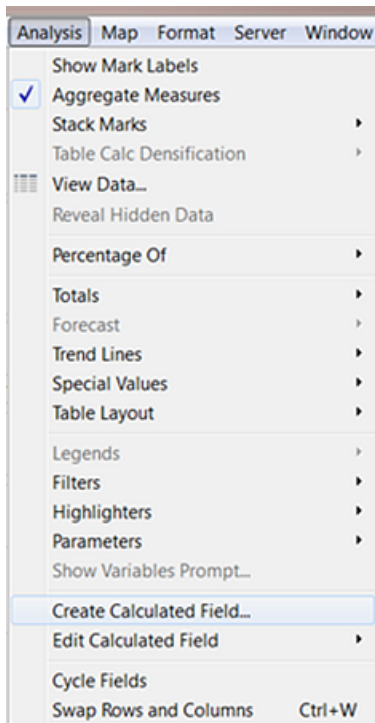 Analysis Map Format Server Window
Show Mark Labels
Aggregate Measures
Stack Marks
Table Calc Densification
View Data...
Reveal Hidden Data
Percentage Of
Totals
Forecast
Trend Lines
Special Values
Table Layout
Legends
Filters
Highlighters
Parameters
Show Variables Prompt...
Create Calculated Field...
Edit Calculated Field
Cycle Fields
Swap Rows and Columns Ctrl+W